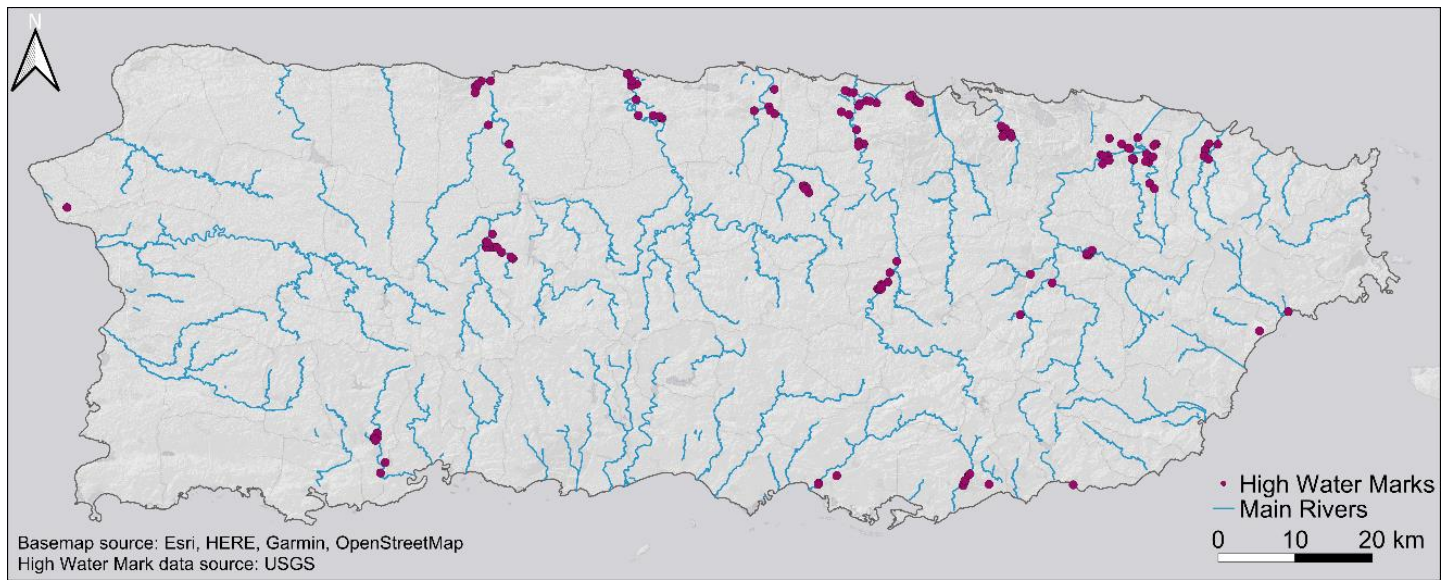 N
High Water Marks
Main Rivers
0 10 20 km
Basemap source: Esri, HERE, Garmin, OpenStreetMap
High Water Mark data source: USGS